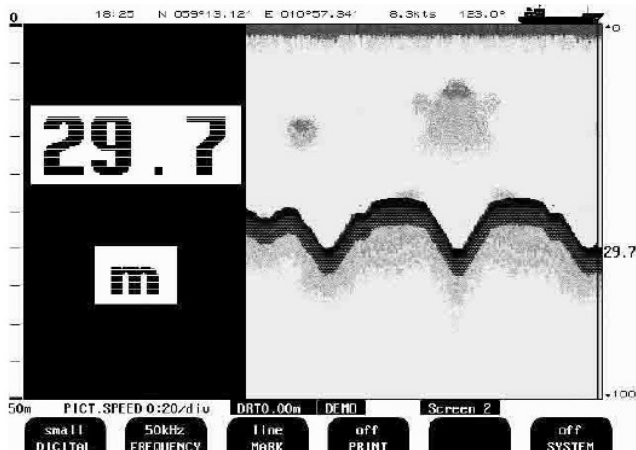 0 18:25 N 059°13.12' E 010°57.34' 8.3kts 123.0° 0
29.7
m
29.7
100
50m PICT.SPEED 0:20/div DRT0.00m DEMO Screen 2
small 50kHz line off off
DIGITAL FREQUENCY MARK PRINT SYSTEM